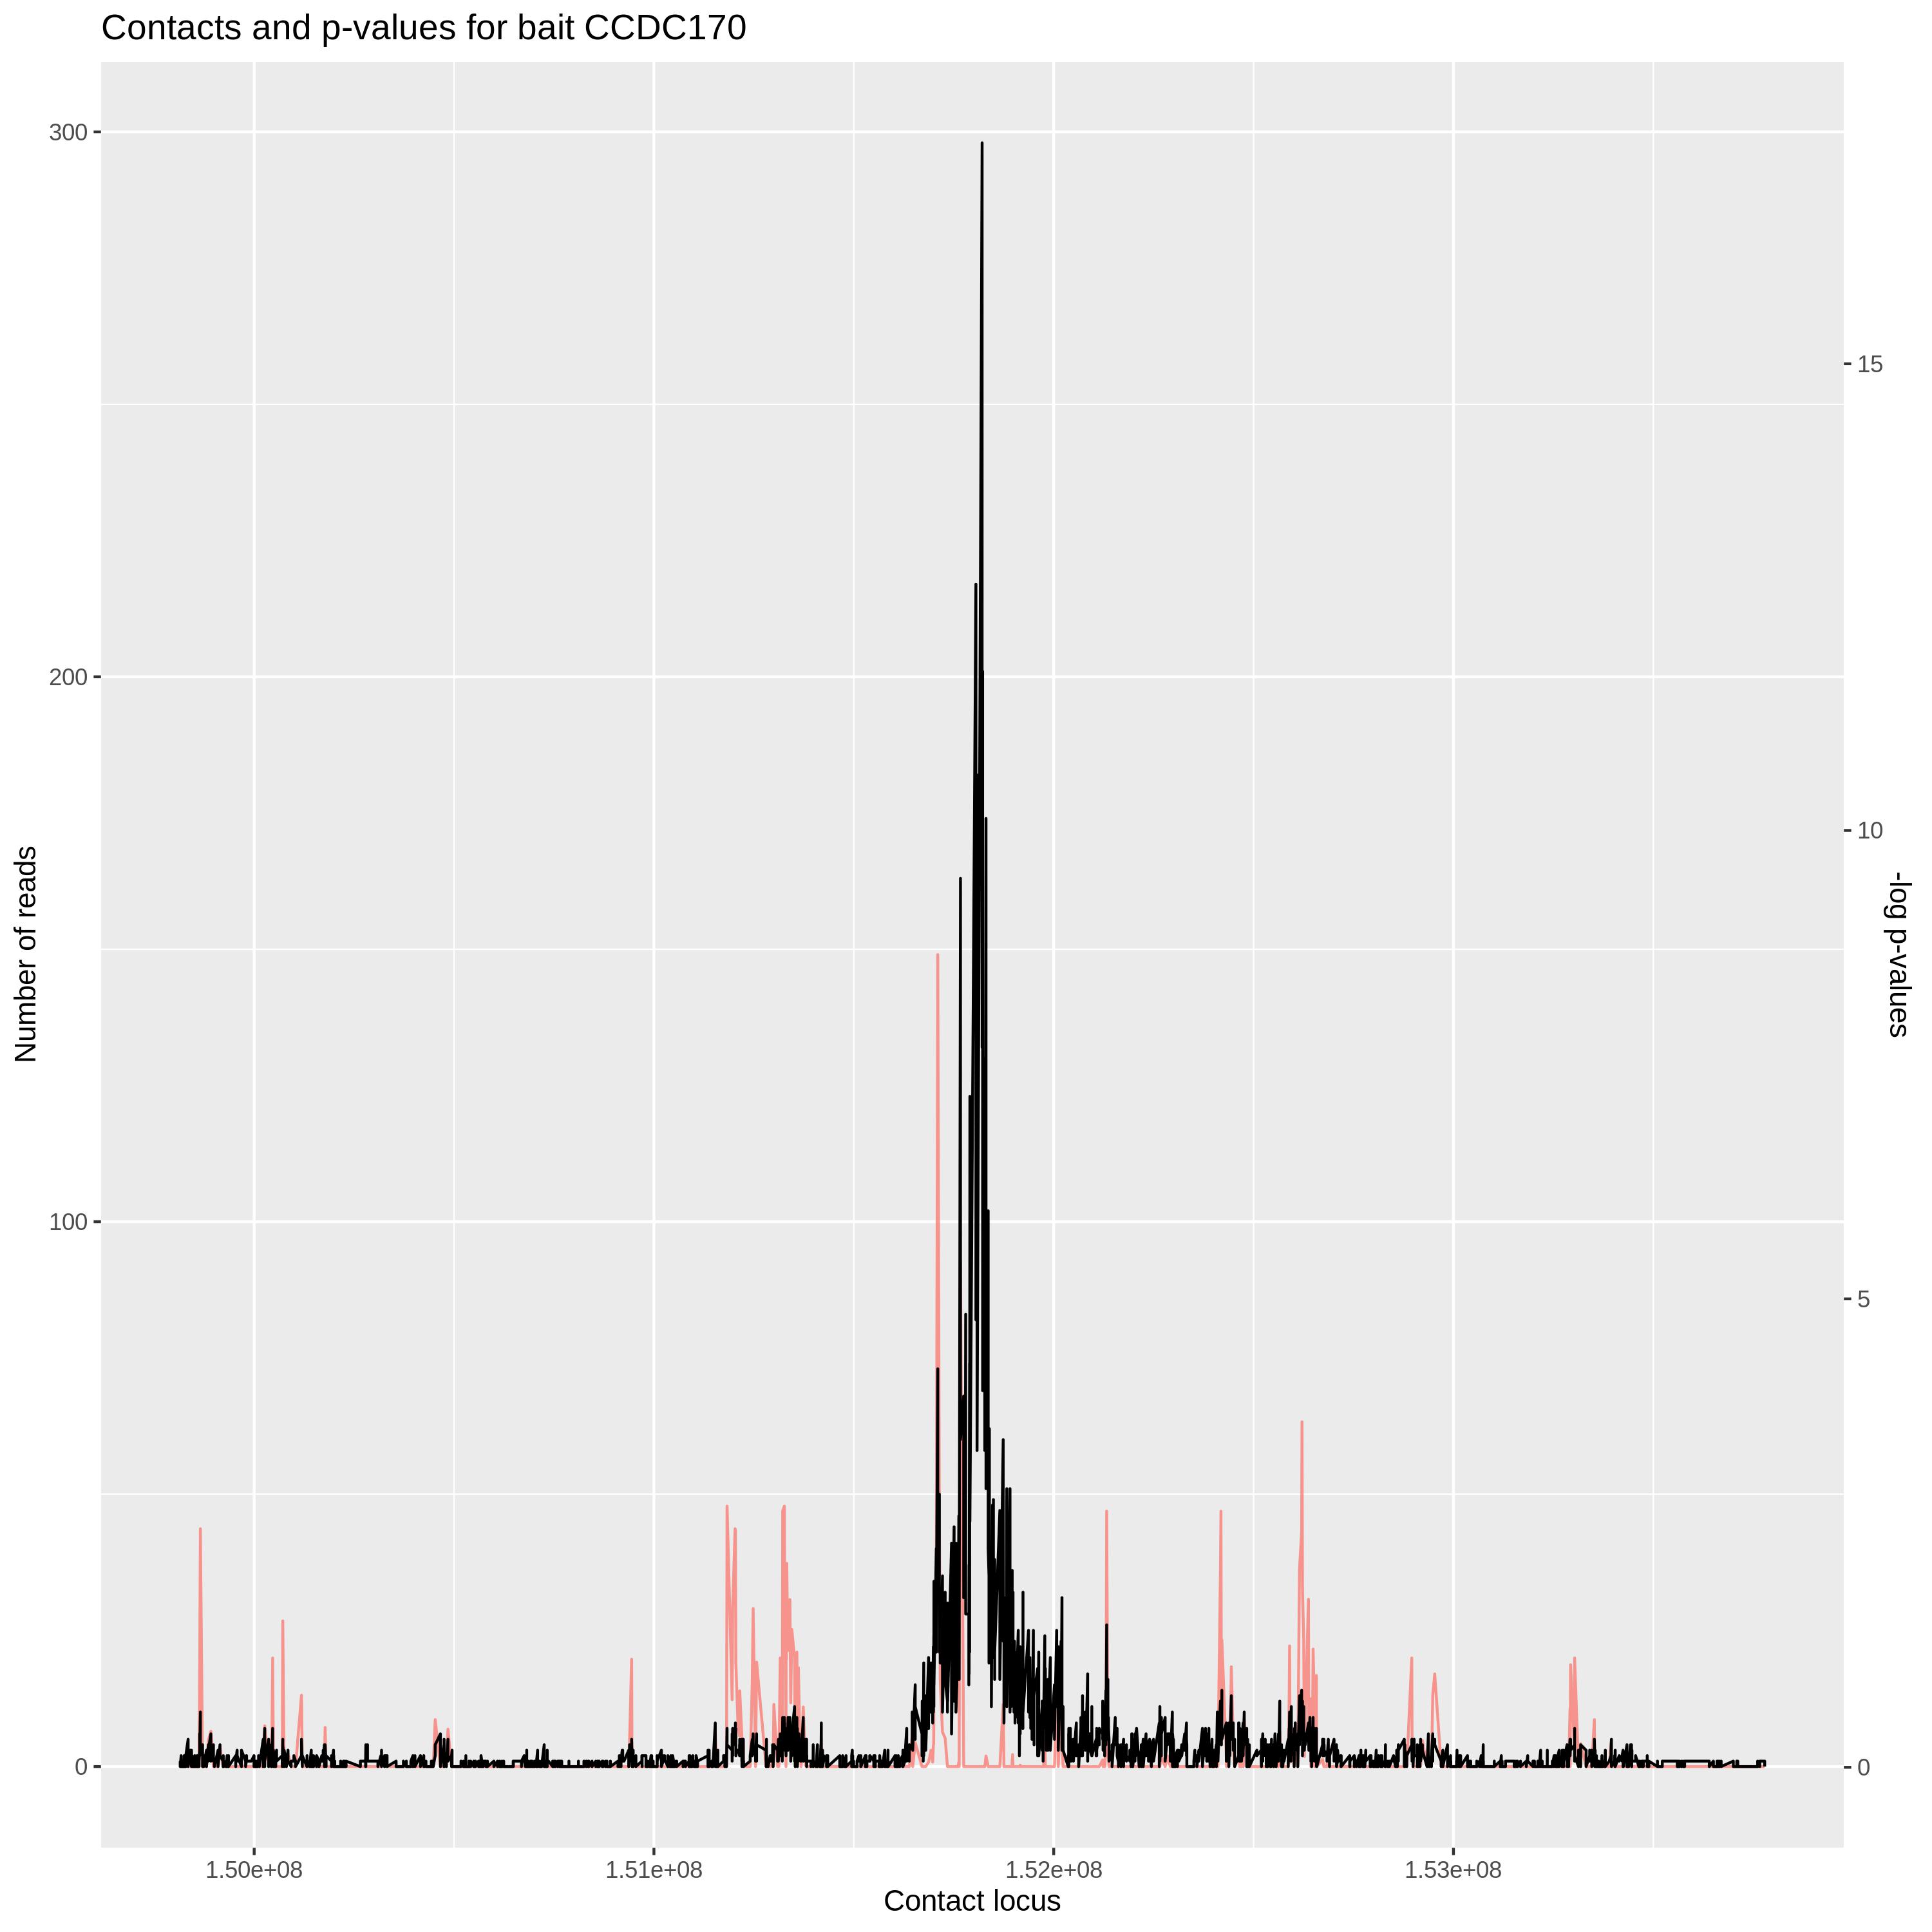 Contacts and p-values for bait CCDC170
300
200
100
0
Number of reads
15
10
5
0
-log p-values
1.50e+08
1.51e+08
1.52e+08
1.53e+08
Contact locus